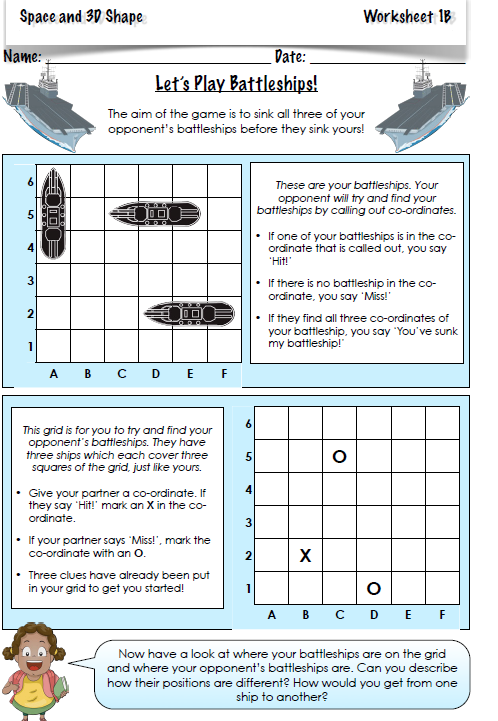 Space and 3D Shape
Worksheet 1B
Name: ______________________ Date: ______________
Let's Play Battleships!
The aim of the game is to sink all three of your
opponent's battleships before they sink yours!
6
5
4
3
2
1
A B C D E F
These are your battleships. Your
opponent will try and find your
battleships by calling out co-ordinates.
• If one of your battleships is in the co-
ordinate that is called out, you say
'Hit!'
• If there is no battleship in the co-
ordinate, you say 'Miss!'
• If they find all three co-ordinates of
your battleship, you say 'You've sunk
my battleship!'
This grid is for you to try and find your
opponent's battleships. They have
three ships which each cover three
squares of the grid, just like yours.
• Give your partner a co-ordinate. If
they say 'Hit!' mark an X in the co-
ordinate.
• If your partner says 'Miss!', mark the
co-ordinate with an O.
• Three clues have already been put
in your grid to get you started!
6
5 O
4
3
2 X
1 O
A B C D E F
Now have a look at where your battleships are on the grid
and where your opponent's battleships are. Can you describe
how their positions are different? How would you get from one
ship to another?